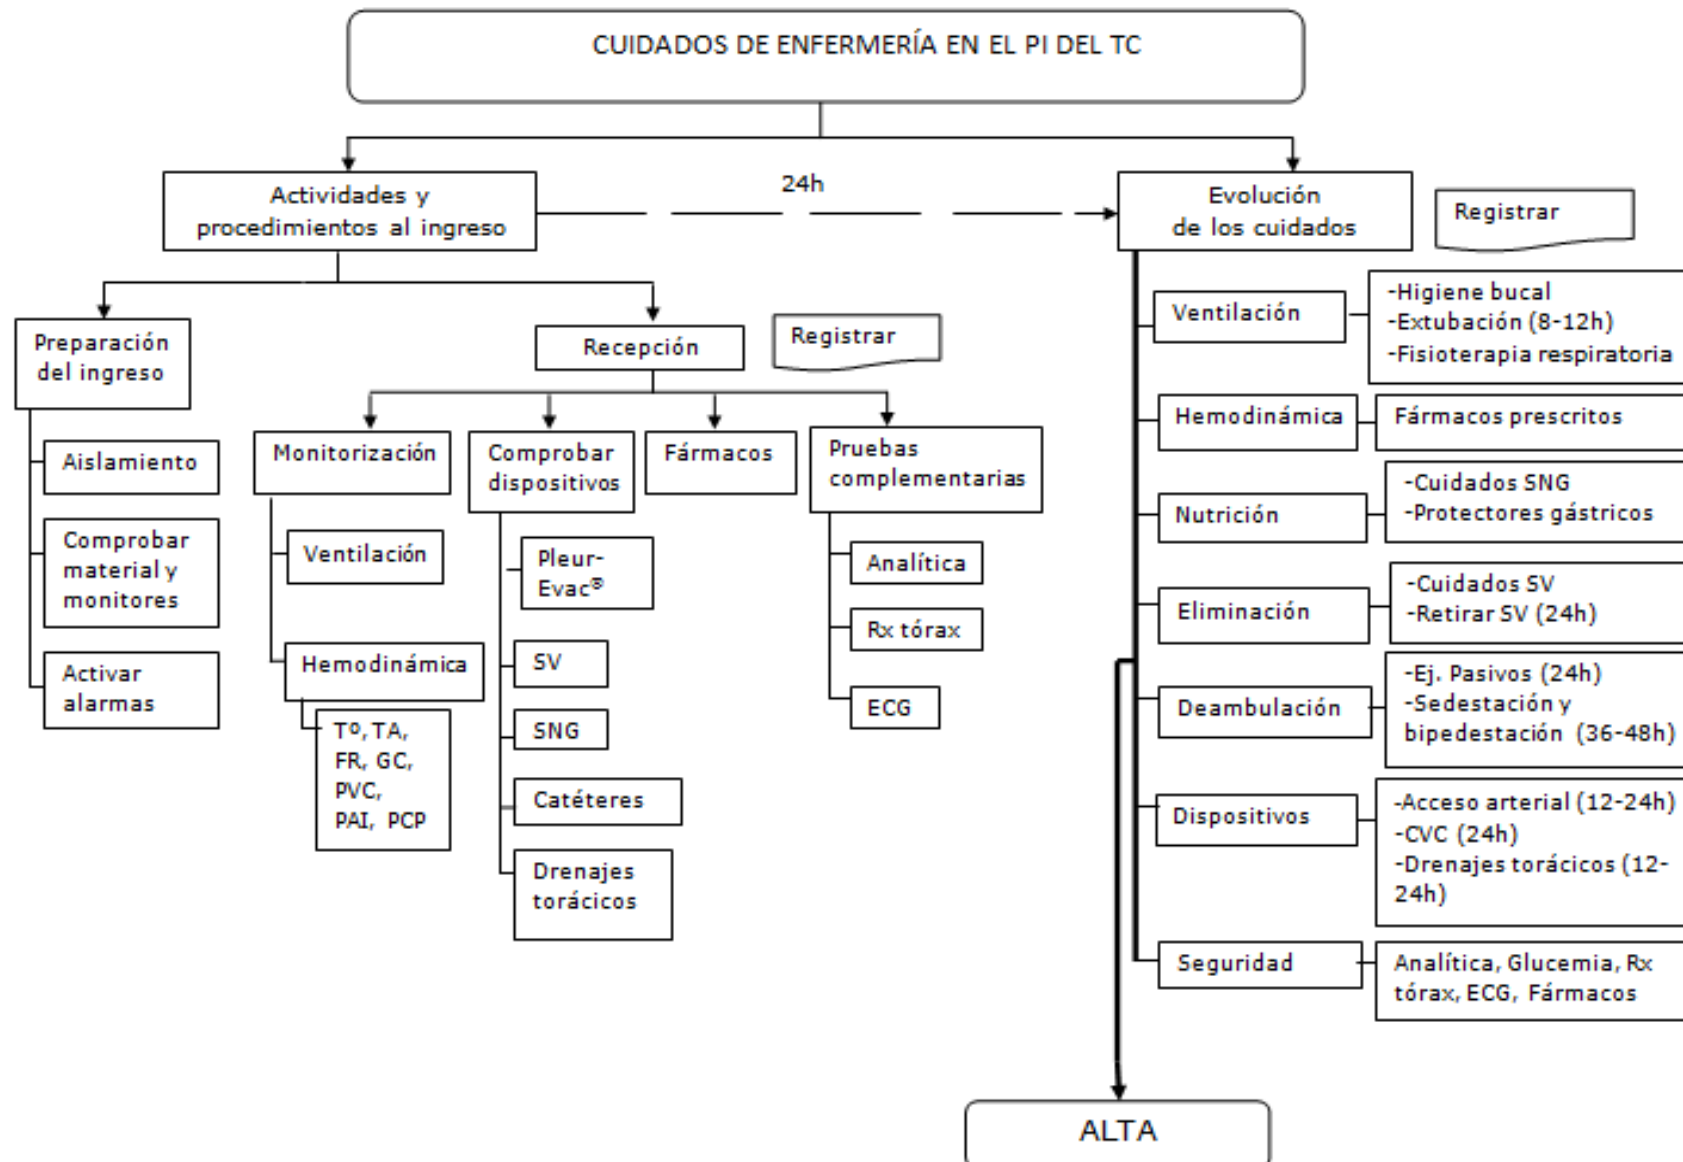 CUIDADOS DE ENFERMERÍA EN EL PI DEL TC
Actividades y
procedimientos al ingreso
24h
Evolución
de los cuidados
Registrar
Preparación
del ingreso
Aislamiento
Comprobar
material y
monitores
Activar
alarmas
Recepción
Registrar
Monitorización
Ventilación
Hemodinámica
Tº, TA,
FR, GC,
PVC,
PAI, PCP
Comprobar
dispositivos
Pleur-
Evac®
SV
SNG
Catéteres
Drenajes
torácicos
Fármacos
Pruebas
complementarias
Analítica
Rx tórax
ECG
Ventilación
-Higiene bucal
-Extubación (8-12h)
-Fisioterapia respiratoria
Hemodinámica
Fármacos prescritos
Nutrición
-Cuidados SNG
-Protectores gástricos
Eliminación
-Cuidados SV
-Retirar SV (24h)
Deambulación
-Ej. Pasivos (24h)
-Sedestación y
bipedestación (36-48h)
Dispositivos
-Acceso arterial (12-24h)
-CVC (24h)
-Drenajes torácicos (12-
24h)
Seguridad
Analítica, Glucemia, Rx
tórax, ECG, Fármacos
ALTA